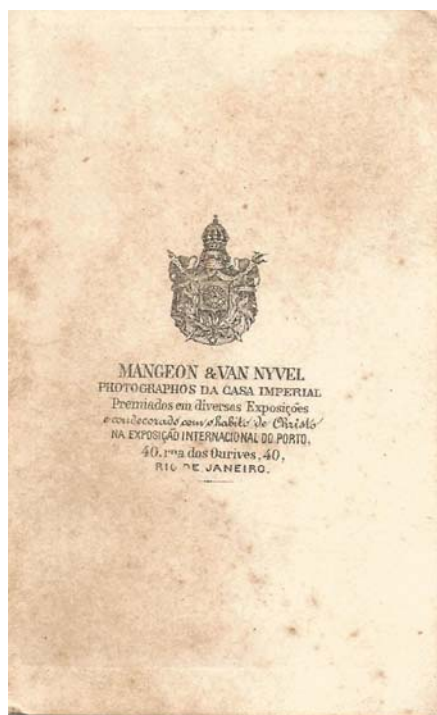 MANGEON & VAN NYVEL
PHOTOGRAPHOS DA CASA IMPERIAL
Premiados em diversas Exposições
e condecorado com o habito de Christo
NA EXPOSIÇÃO INTERNACIONAL DO PORTO,
40, rua dos Ourives, 40,
RIO DE JANEIRO.